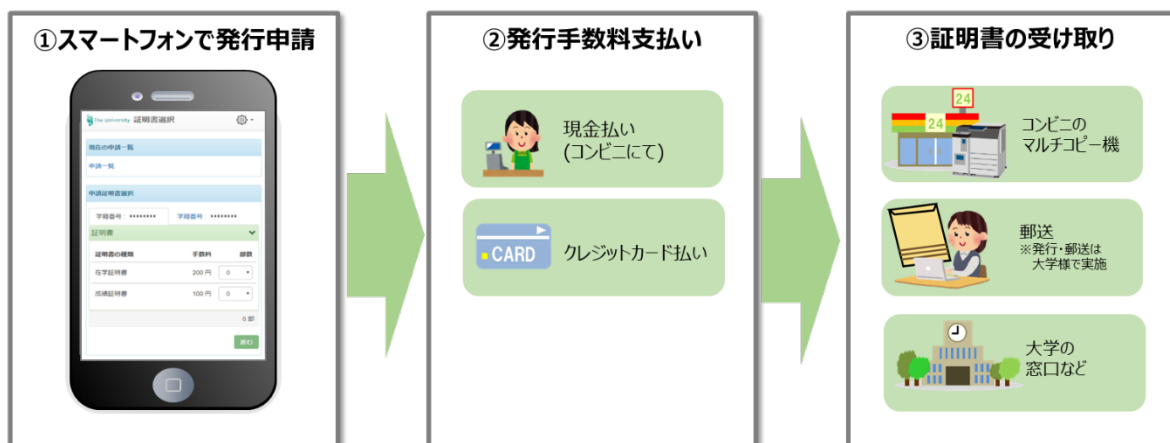 ①スマートフォンで発行申請
The University 証明書選択
現在の申請一覧
申請一覧
申請証明書選択
学籍番号: ********
学籍番号: ********
証明書
証明書の種類 手数料 部数
在学証明書 200 円 0
成績証明書 100 円 0
0 部
進む
②発行手数料支払い
現金払い
(コンビニにて)
CARD
クレジットカード払い
③証明書の受け取り
24
24
コンビニの
マルチコピー機
郵送
※発行・郵送は
大学様で実施
大学の
窓口など